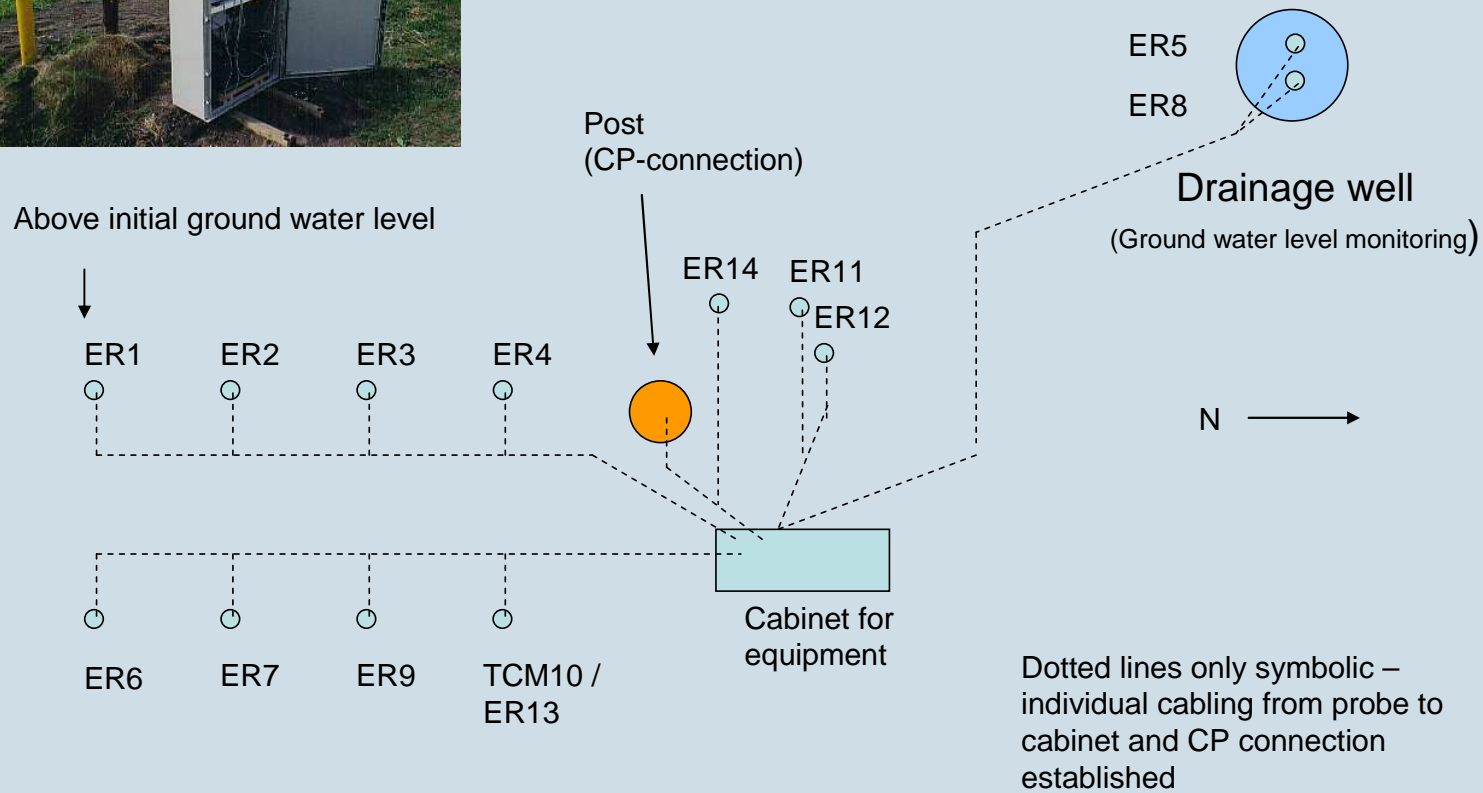 ER5
ER8
Drainage well
(Ground water level monitoring)
Post
(CP-connection)
Above initial ground water level
ER14
ER11
ER12
ER1
ER2
ER3
ER4
N
ER6
ER7
ER9
TCM10 /
ER13
Cabinet for
equipment
Dotted lines only symbolic –
individual cabling from probe to
cabinet and CP connection
established